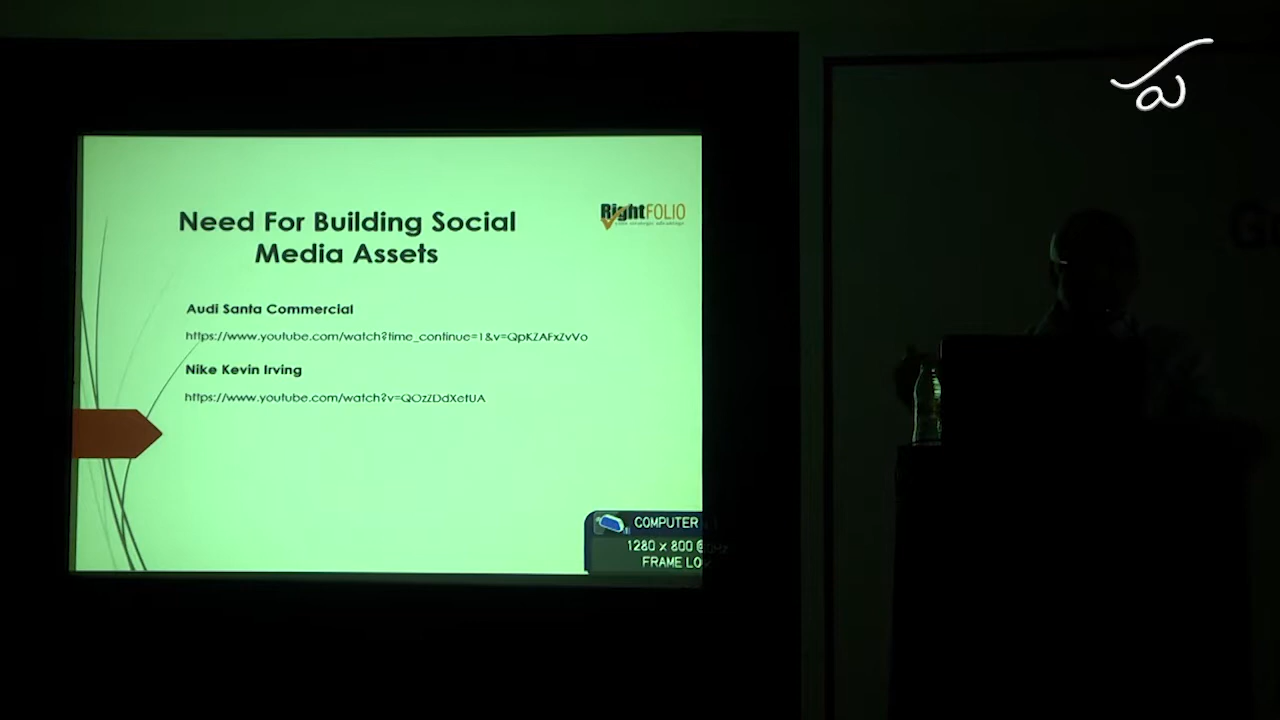 Need For Building Social
Media Assets
RightFOLIO
Audi Santa Commercial
https://www.youtube.com/watch?time_continue=1&v=QpKZAFxZvVo
Nike Kevin Irving
https://www.youtube.com/watch?v=QOzZDdXetUA
COMPUTER
1280 x 800
FRAME LO